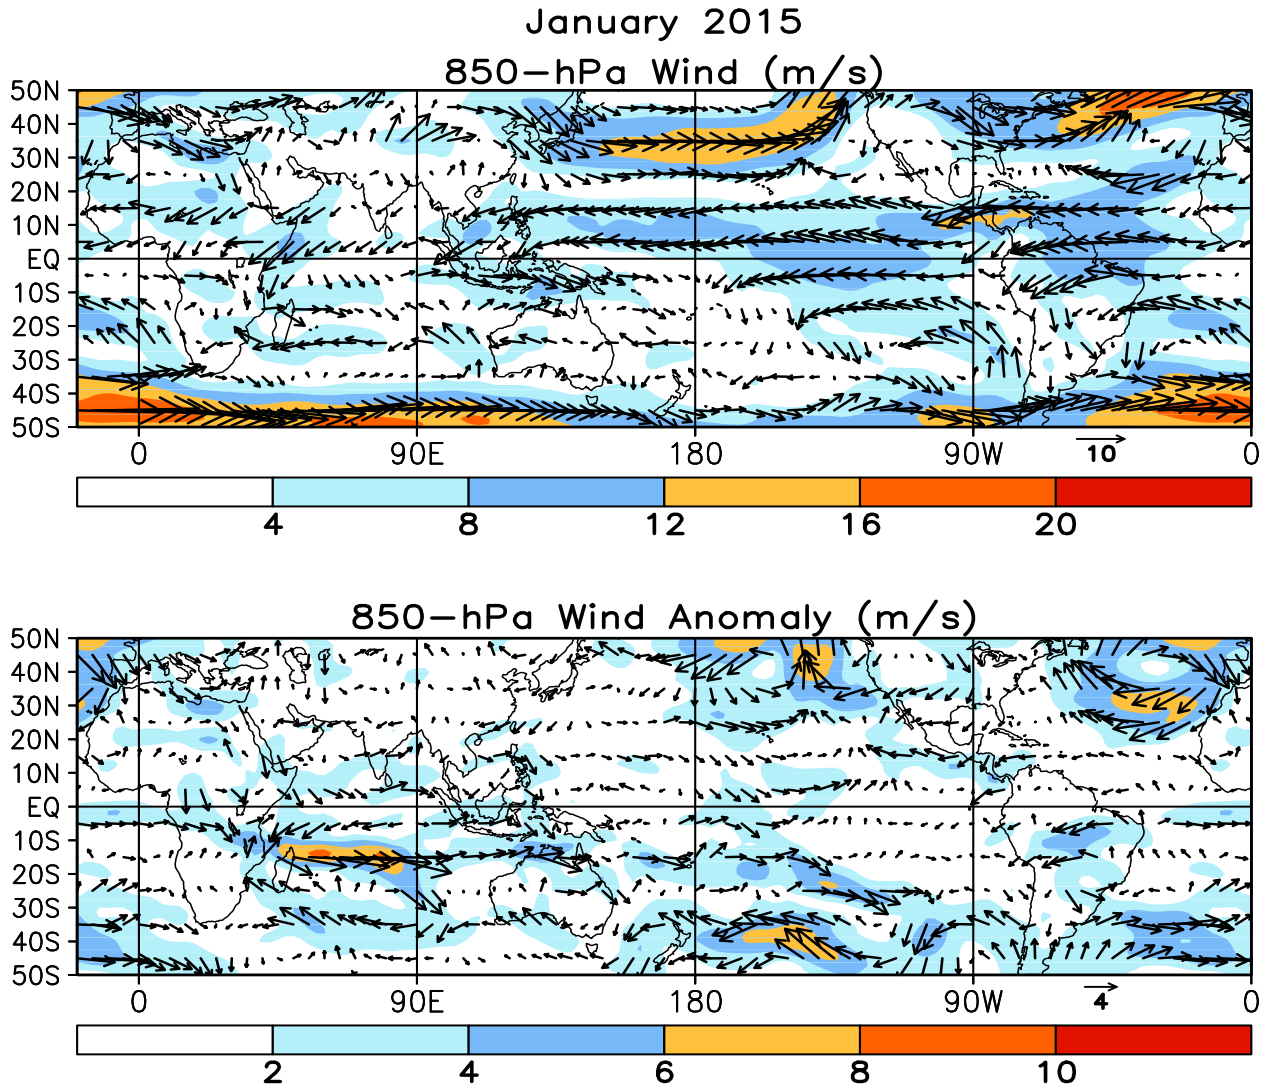 January 2015
850-hPa Wind (m/s)
50N
40N
30N
20N
10N
EQ
10S
20S
30S
40S
50S
0 90E 180 90W 0
10
4 8 12 16 20
850-hPa Wind Anomaly (m/s)
50N
40N
30N
20N
10N
EQ
10S
20S
30S
40S
50S
0 90E 180 90W 0
4
2 4 6 8 10